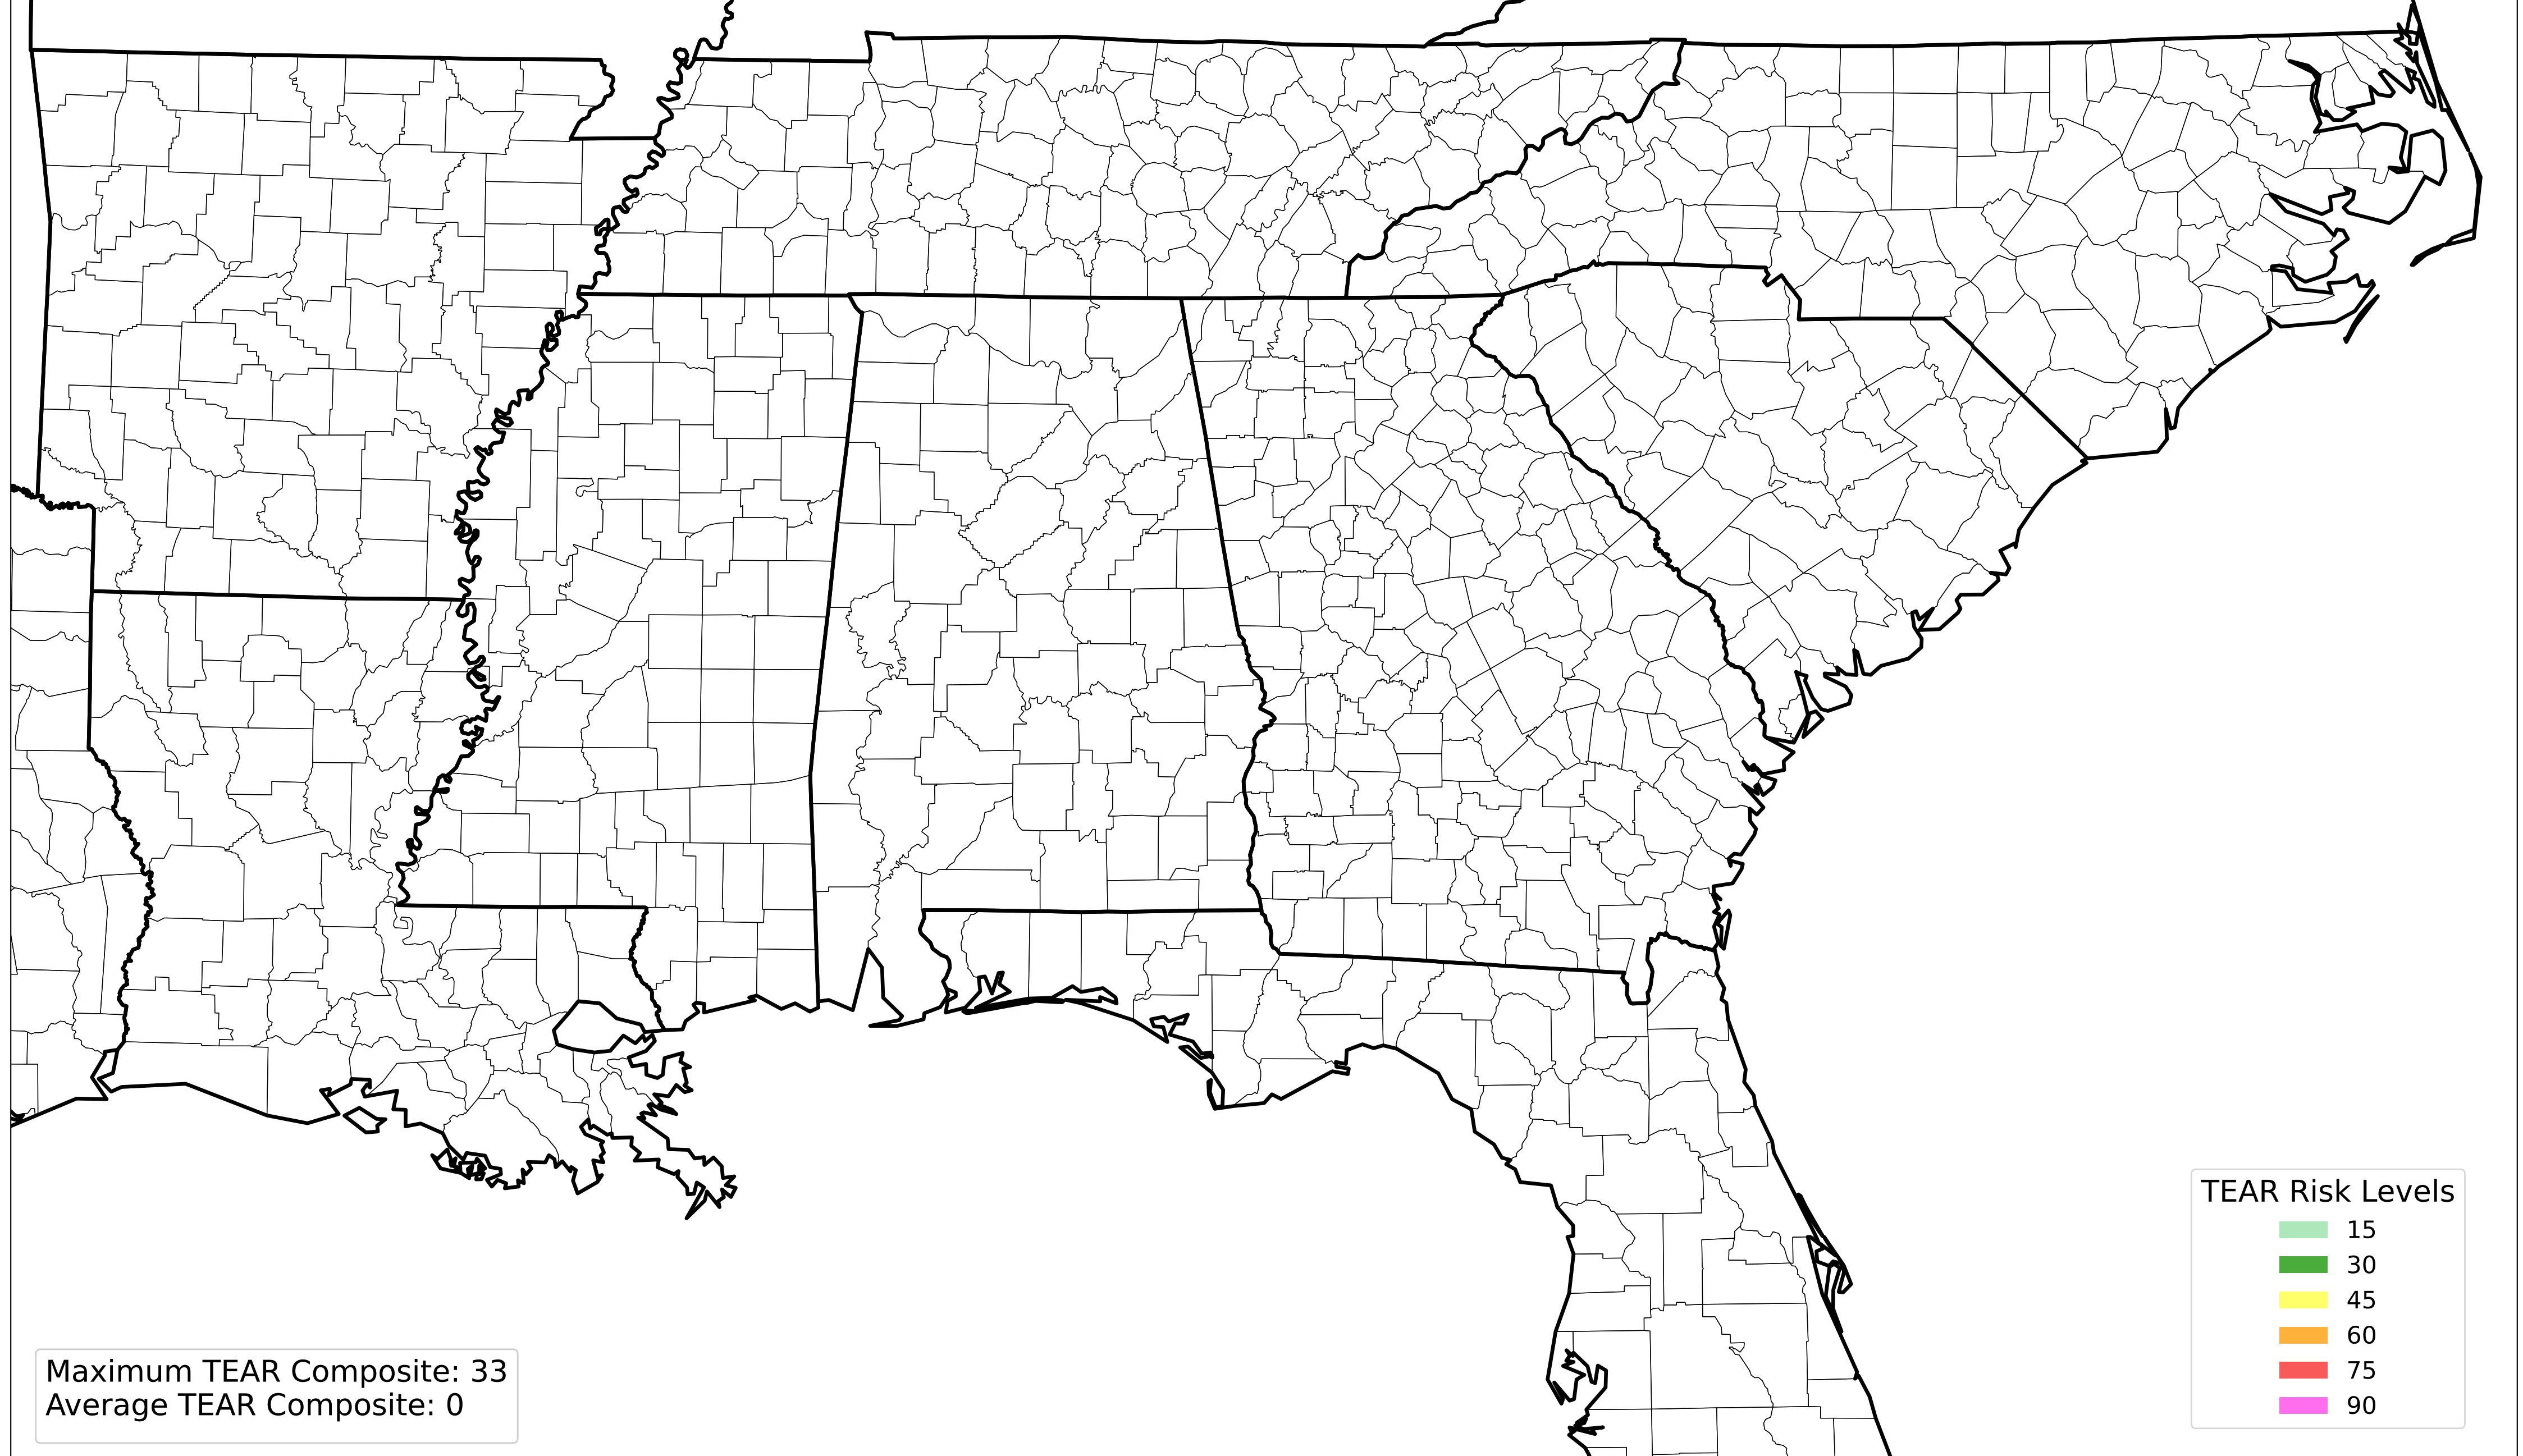 TEAR Risk Levels
15
30
45
60
75
90
Maximum TEAR Composite: 33
Average TEAR Composite: 0